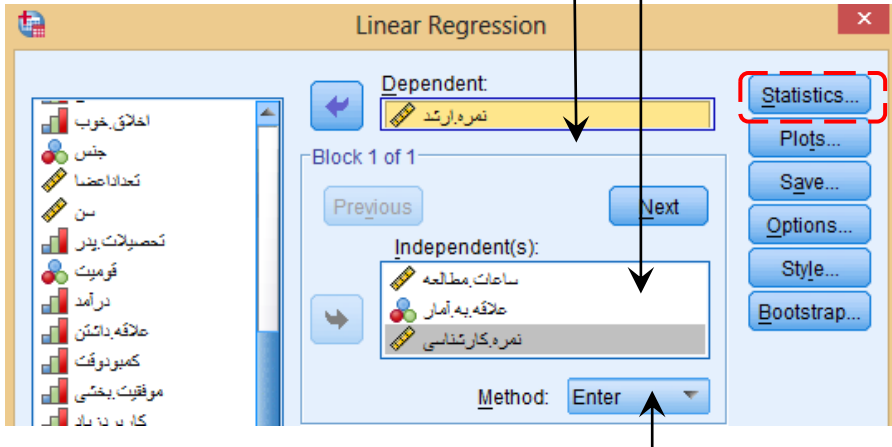 Linear Regression
اخلاق.خوب
جنس
تعداداعضا
سن
تحصیلات.پدر
قومیت
درآمد
علاقه.داشتن
کمبودوقت
موفقیت.بخشی
کاربردزیاد
Dependent:
نمره.ارشد
Block 1 of 1
Previous
Next
Independent(s):
ساعات.مطالعه
علاقه.به.آمار
نمره.کارشناسی
Method: Enter
Statistics...
Plots...
Save...
Options...
Style...
Bootstrap...